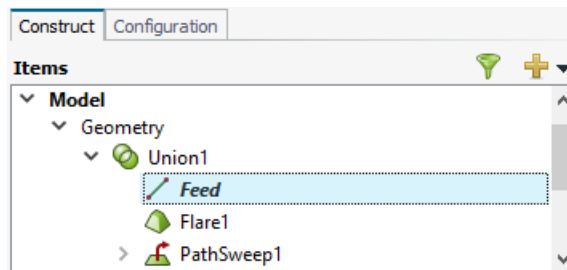 Construct Configuration
Items
Model
Geometry
Union1
Feed
Flare1
PathSweep1